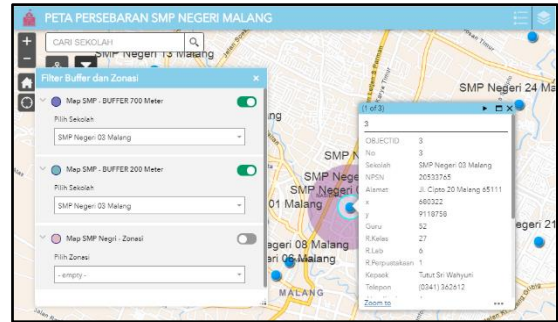 PETA PERSEBARAN SMP NEGERI MALANG
CARI SEKOLAH
SMP Negeri 13 Malang
SMP Negeri 24 Ma
Filter Buffer dan Zonasi
Map SMP - BUFFER 700 Meter
Pilih Sekolah
SMP Negeri 03 Malang
Map SMP - BUFFER 200 Meter
Pilih Sekolah
SMP Negeri 03 Malang
Map SMP Negri - Zonasi
Pilih Zonasi
- empty -
ng
SMP N
SMP Nege
SMP Negeri
01 Malang
egeri 08 Malang
eri 06 Malang
MALANG
egeri 21
(1 of 3)
3
OBJECTID 3
No 3
Sekolah SMP Negeri 03 Malang
NPSN 20533765
Alamat Jl. Cipto 20 Malang 65111
x 680322
y 9118758
Guru 52
R.Kelas 27
R.Lab 6
R.Perpustakaan 1
Kepsek Tutut Sri Wahyuni
Telepon (0341) 362612
Zoom to